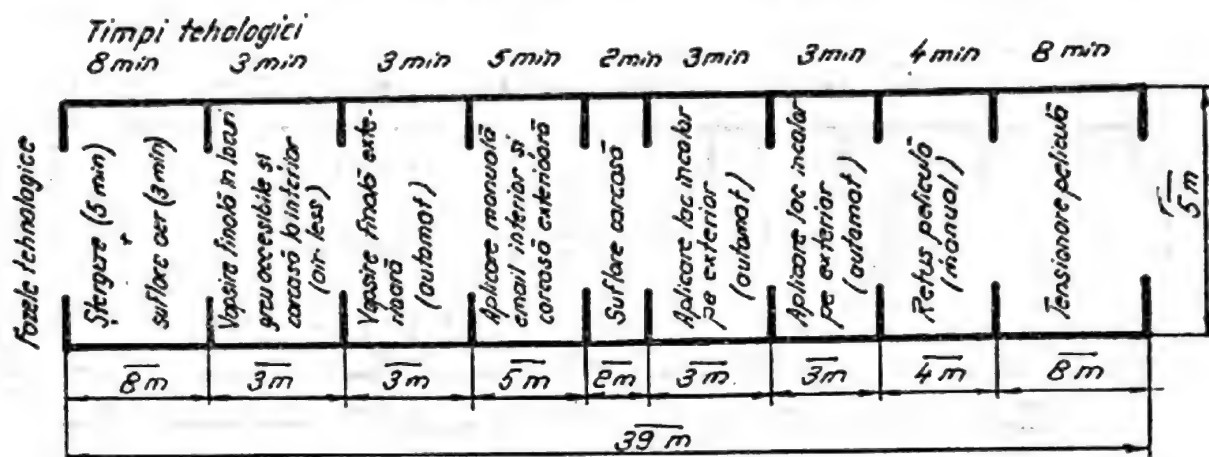 Timpi tehologici
8 min 3 min 3 min 5 min 2 min 3 min 3 min 4 min 8 min
Fazele tehnologice
Ștergere (5 min)
+
suflare aer (3 min)
Vopsire finală în locuri
greu accesibile și
carcasă la interior
(air-less)
Vopsire finală exte-
rioară
(automat)
Aplicare manuală
email interior și
carcasă exterioară
Suflare carcasă
Aplicare lac incolor
pe exterior
(automat)
Aplicare lac incolor
pe exterior
(automat)
Retuș peliculă
(manual)
Tensionare peliculă
5 m
8 m 3 m 3 m 5 m 2 m 3 m 3 m 4 m 8 m
39 m